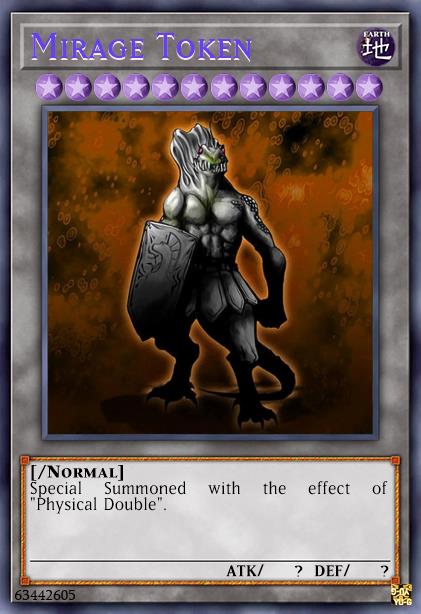 MIRAGE TOKEN
EARTH
地
[/NORMAL]
Special Summoned with the effect of
"Physical Double".
ATK/ ? DEF/ ?
63442605